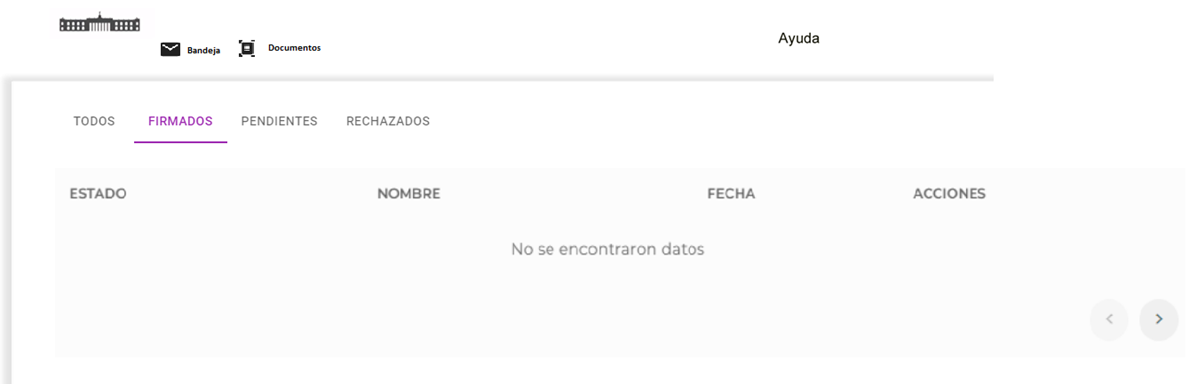 Bandeja Documentos Ayuda
TODOS FIRMADOS PENDIENTES RECHAZADOS
ESTADO NOMBRE FECHA ACCIONES
No se encontraron datos